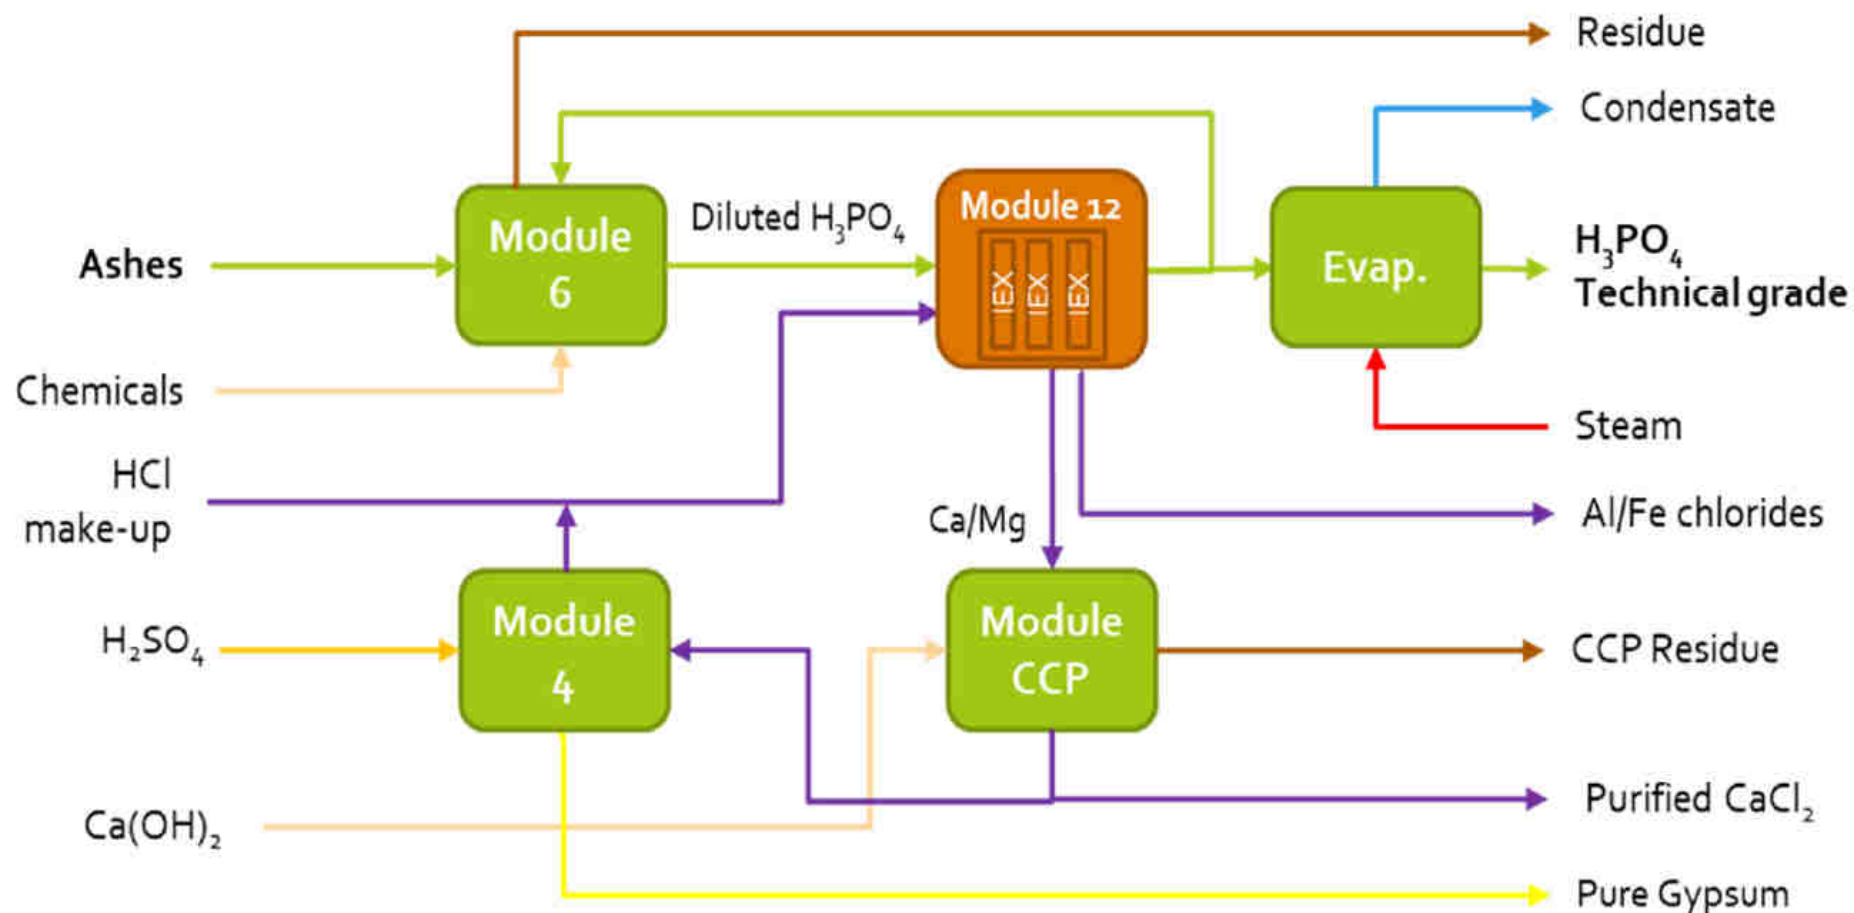 Residue
Condensate
Module 12
IEX IEX IEX
Diluted H₃PO₄
Module
6
Ashes
Evap.
H₃PO₄
Technical grade
Chemicals
Steam
HCl
make-up
Ca/Mg
Al/Fe chlorides
H₂SO₄
Module
4
Module
CCP
CCP Residue
Ca(OH)₂
Purified CaCl₂
Pure Gypsum